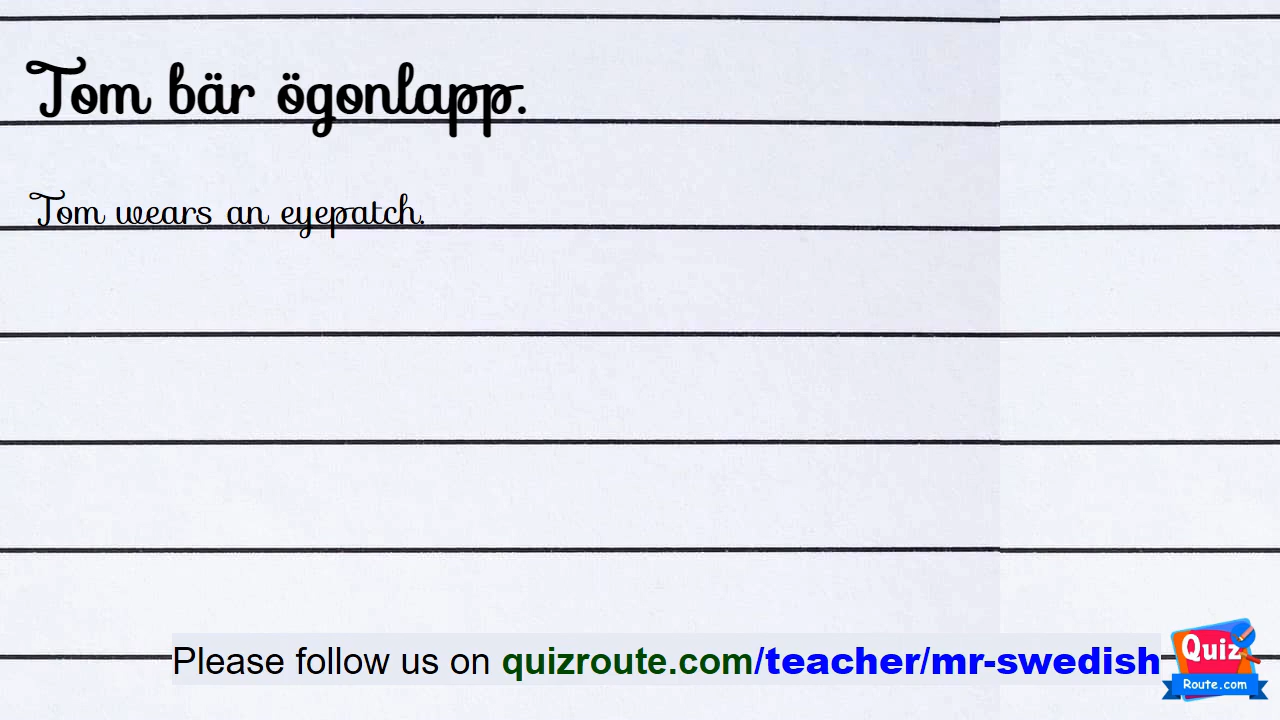 Tom bär ögonlapp.
Tom wears an eyepatch.
Please follow us on quizroute.com/teacher/mr-swedish
Quiz
Route.com